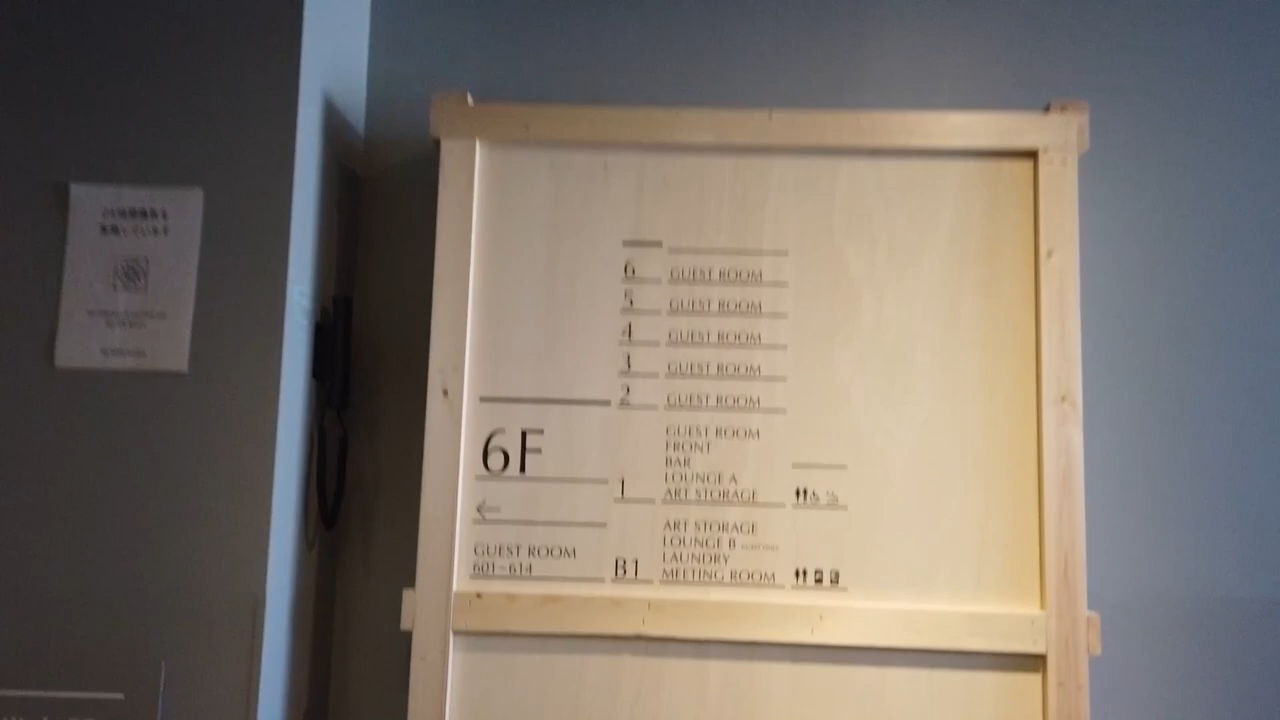 6 GUEST ROOM
5 GUEST ROOM
4 GUEST ROOM
3 GUEST ROOM
2 GUEST ROOM
GUEST ROOM
FRONT
BAR
LOUNGE A
1 ART STORAGE
ART STORAGE
LOUNGE B
LAUNDRY
B1 MEETING ROOM
6F
←
GUEST ROOM
601-614